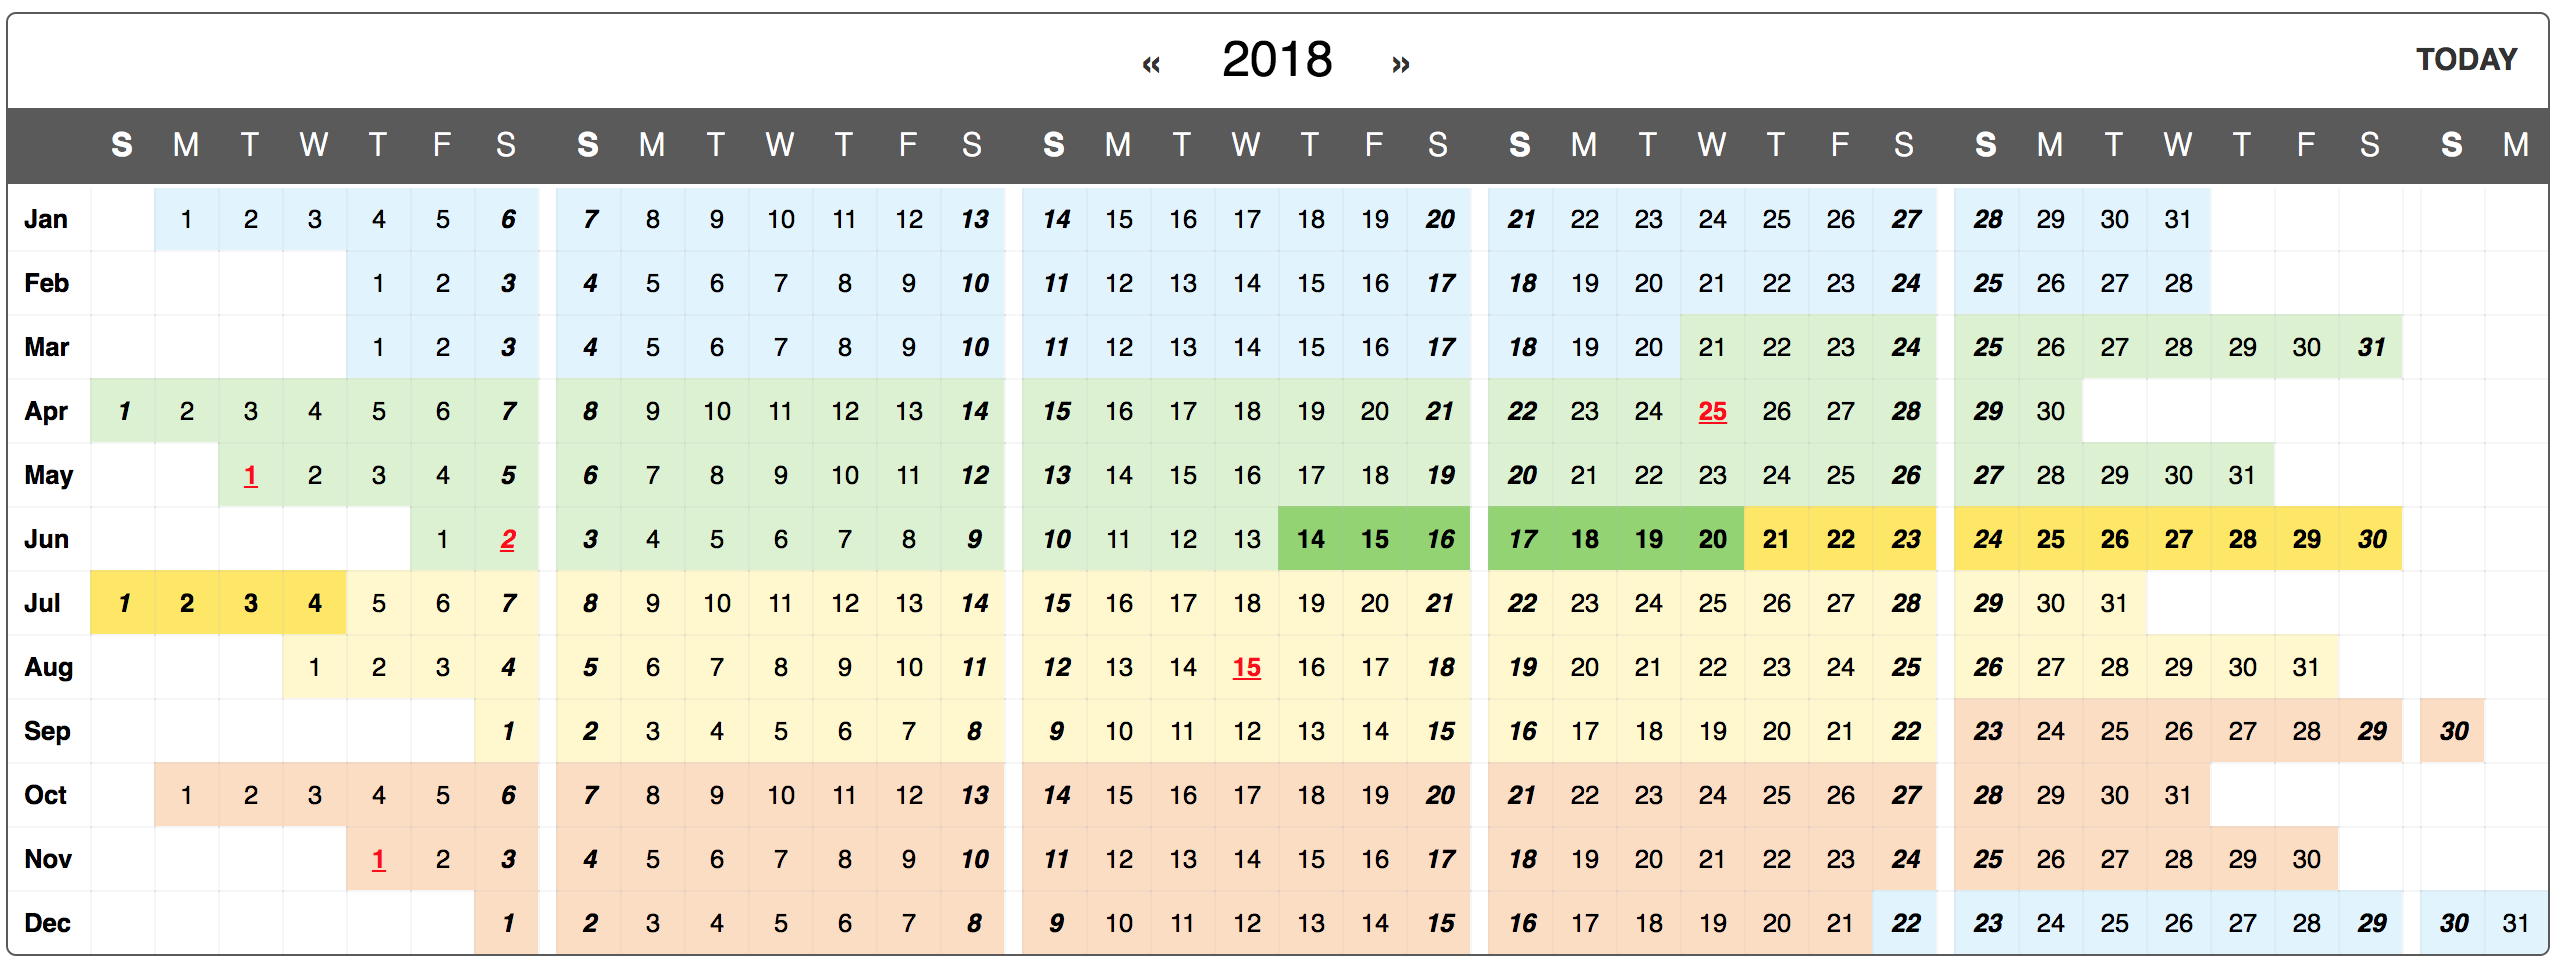 « 2018 » TODAY
S M T W T F S S M T W T F S S M T W T F S S M T W T F S S M T W T F S S M
Jan 1 2 3 4 5 6 7 8 9 10 11 12 13 14 15 16 17 18 19 20 21 22 23 24 25 26 27 28 29 30 31
Feb 1 2 3 4 5 6 7 8 9 10 11 12 13 14 15 16 17 18 19 20 21 22 23 24 25 26 27 28
Mar 1 2 3 4 5 6 7 8 9 10 11 12 13 14 15 16 17 18 19 20 21 22 23 24 25 26 27 28 29 30 31
Apr 1 2 3 4 5 6 7 8 9 10 11 12 13 14 15 16 17 18 19 20 21 22 23 24 25 26 27 28 29 30
May 1 2 3 4 5 6 7 8 9 10 11 12 13 14 15 16 17 18 19 20 21 22 23 24 25 26 27 28 29 30 31
Jun 1 2 3 4 5 6 7 8 9 10 11 12 13 14 15 16 17 18 19 20 21 22 23 24 25 26 27 28 29 30
Jul 1 2 3 4 5 6 7 8 9 10 11 12 13 14 15 16 17 18 19 20 21 22 23 24 25 26 27 28 29 30 31
Aug 1 2 3 4 5 6 7 8 9 10 11 12 13 14 15 16 17 18 19 20 21 22 23 24 25 26 27 28 29 30 31
Sep 1 2 3 4 5 6 7 8 9 10 11 12 13 14 15 16 17 18 19 20 21 22 23 24 25 26 27 28 29 30
Oct 1 2 3 4 5 6 7 8 9 10 11 12 13 14 15 16 17 18 19 20 21 22 23 24 25 26 27 28 29 30 31
Nov 1 2 3 4 5 6 7 8 9 10 11 12 13 14 15 16 17 18 19 20 21 22 23 24 25 26 27 28 29 30
Dec 1 2 3 4 5 6 7 8 9 10 11 12 13 14 15 16 17 18 19 20 21 22 23 24 25 26 27 28 29 30 31